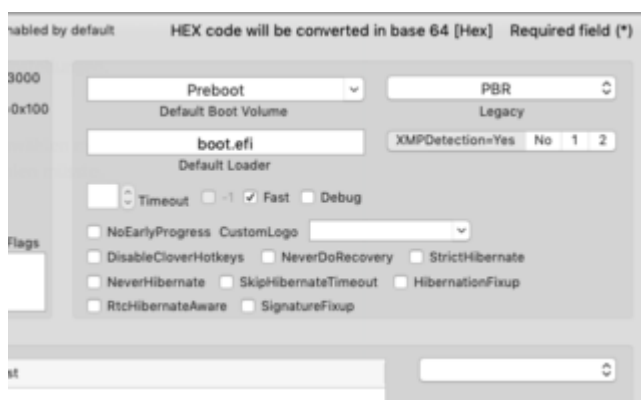 nabled by default HEX code will be converted in base 64 [Hex] Required field (*)
3000
0x100
Preboot PBR
Default Boot Volume Legacy
boot.efi XMPDetection=Yes No 1 2
Default Loader
Timeout -1 Fast Debug
NoEarlyProgress CustomLogo
Flags
DisableCloverHotkeys NeverDoRecovery StrictHibernate
NeverHibernate SkipHibernateTimeout HibernationFixup
RtcHibernateAware SignatureFixup
st